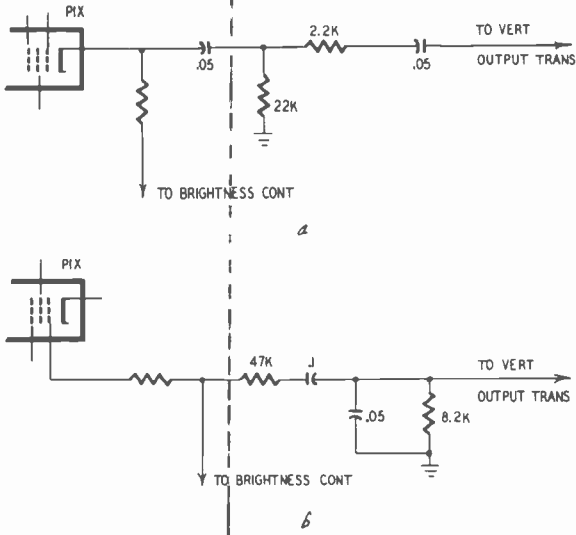 PIX
.05
2.2K
.05
TO VERT
OUTPUT TRANS
22K
TO BRIGHTNESS CONT
a
PIX
47K
.1
TO VERT
OUTPUT TRANS
.05
8.2K
TO BRIGHTNESS CONT
b